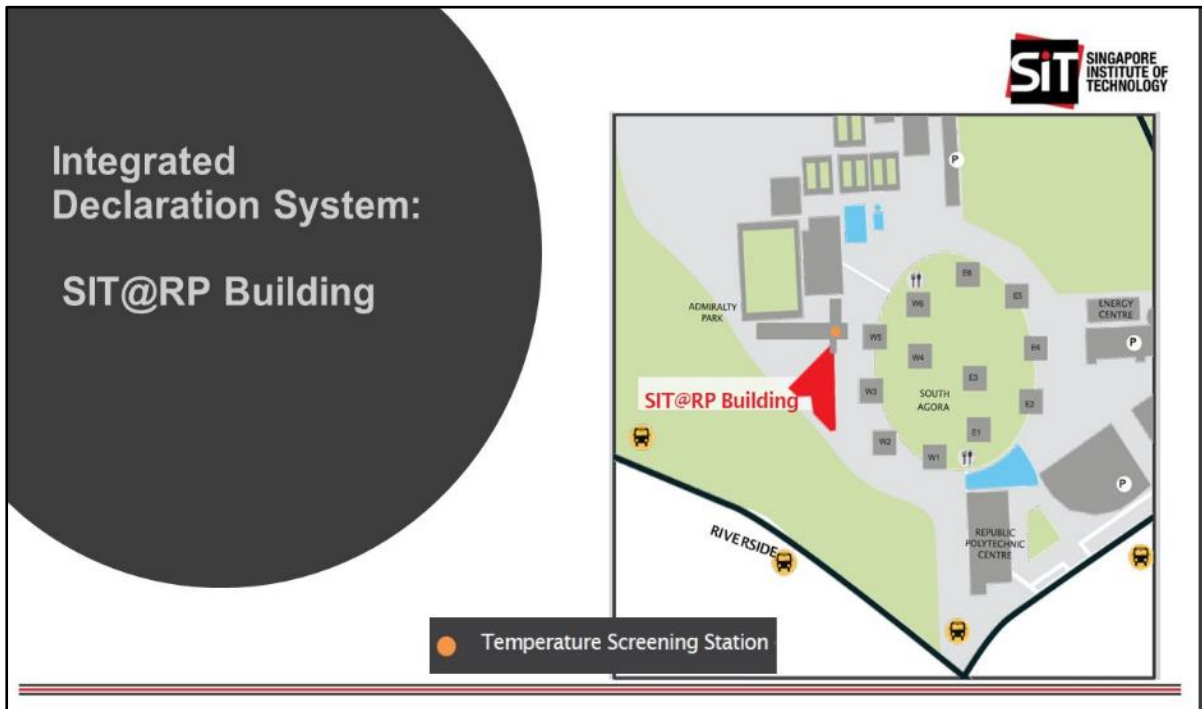 Integrated
Declaration System:
SIT@RP Building
SiT
SINGAPORE
INSTITUTE OF
TECHNOLOGY
P
E6
W6
E5
ADMIRALTY
PARK
ENERGY
CENTRE
P
W5
W4
E4
SIT@RP Building
W3
E3
SOUTH
AGORA
E2
W2
E1
W1
P
RIVERSIDE
REPUBLIC
POLYTECHNIC
CENTRE
Temperature Screening Station